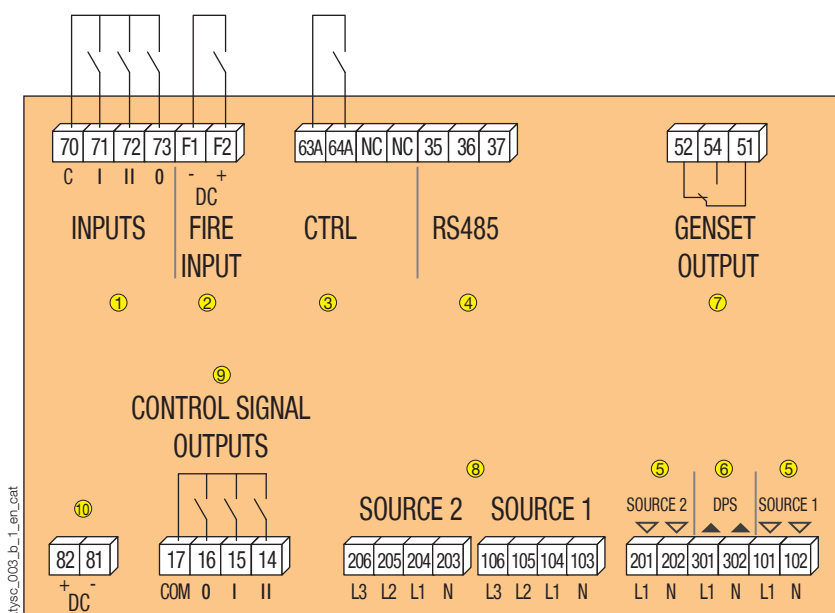 70 71 72 73 F1 F2
63A 64A NC NC 35 36 37
52 54 51
C I II 0 - +
DC
INPUTS
FIRE
INPUT
CTRL
RS485
GENSET
OUTPUT
1
2
3
4
7
9
CONTROL SIGNAL
OUTPUTS
8
5
6
5
10
SOURCE 2
SOURCE 1
SOURCE 2
DPS
SOURCE 1
82 81
17 16 15 14
206 205 204 203
106 105 104 103
201 202 301 302 101 102
+ -
DC
COM 0 I II
L3 L2 L1 N
L3 L2 L1 N
L1 N L1 N L1 N
tysc_003_b_1_en_cat